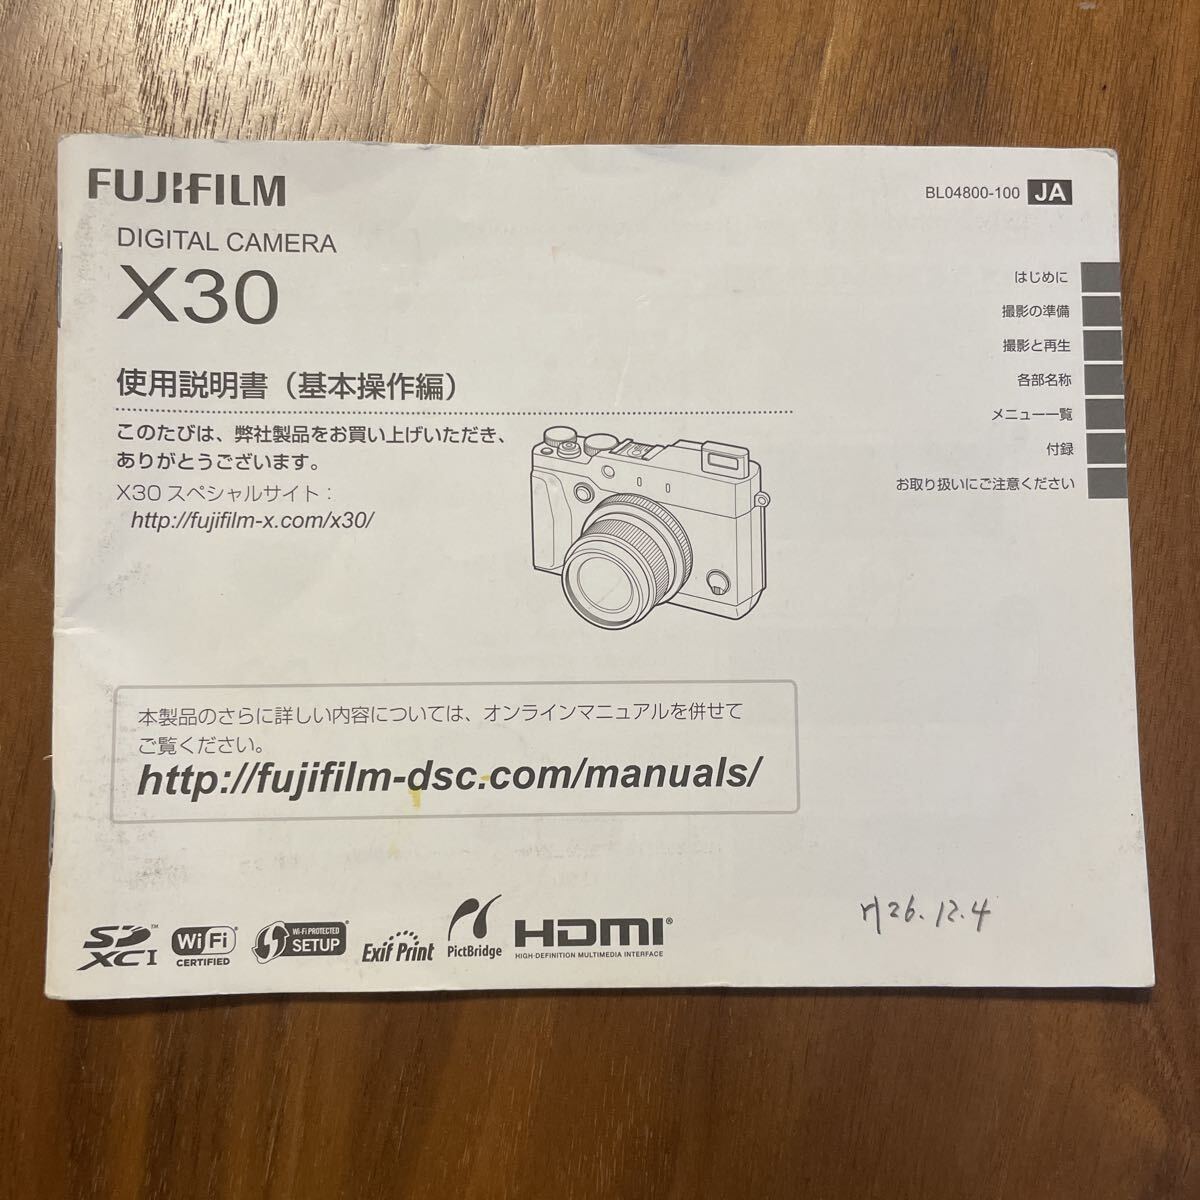 FUJIFILM
BL04800-100 JA
DIGITAL CAMERA
X30
使用説明書（基本操作編）
このたびは、弊社製品をお買い上げいただき、
ありがとうございます。
X30 スペシャルサイト：
http://fujifilm-x.com/x30/
はじめに
撮影の準備
撮影と再生
各部名称
メニュー一覧
付録
お取り扱いにご注意ください
本製品のさらに詳しい内容については、オンラインマニュアルを併せて
ご覧ください。
http://fujifilm-dsc.com/manuals/
H26.12.4
SD XC I ™
Wi Fi CERTIFIED ®
Wi-Fi PROTECTED SETUP ®
Exif Print
PictBridge
HDMI ®
HIGH-DEFINITION MULTIMEDIA INTERFACE